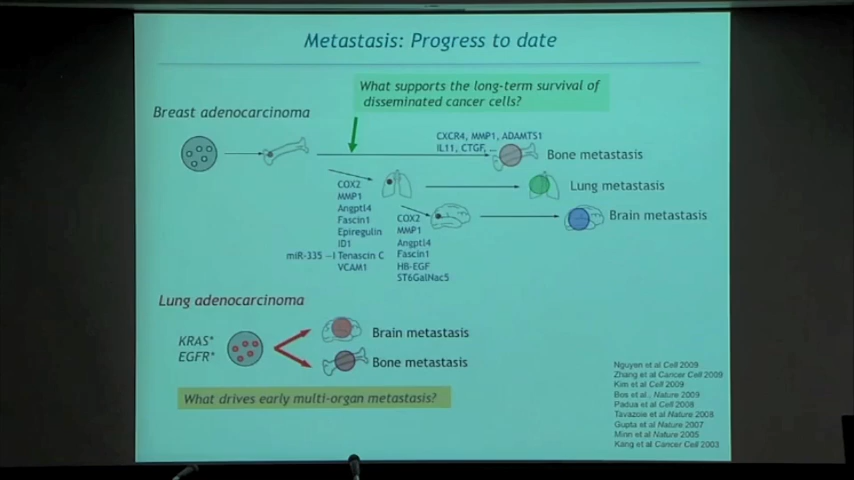 Metastasis: Progress to date
What supports the long-term survival of
disseminated cancer cells?
Breast adenocarcinoma
CXCR4, MMP1, ADAMTS1
IL11, CTGF, …
Bone metastasis
Lung metastasis
Brain metastasis
COX2
MMP1
Angptl4
Fascin1
Epiregulin
ID1
miR-335 ⊣ Tenascin C
VCAM1
COX2
MMP1
Angptl4
Fascin1
HB-EGF
ST6GalNac5
Lung adenocarcinoma
KRAS*
EGFR*
Brain metastasis
Bone metastasis
What drives early multi-organ metastasis?
Nguyen et al Cell 2009
Zhang et al Cancer Cell 2009
Kim et al Cell 2009
Bos et al., Nature 2009
Padua et al Cell 2008
Tavazoie et al Nature 2008
Gupta et al Nature 2007
Minn et al Nature 2005
Kang et al Cancer Cell 2003